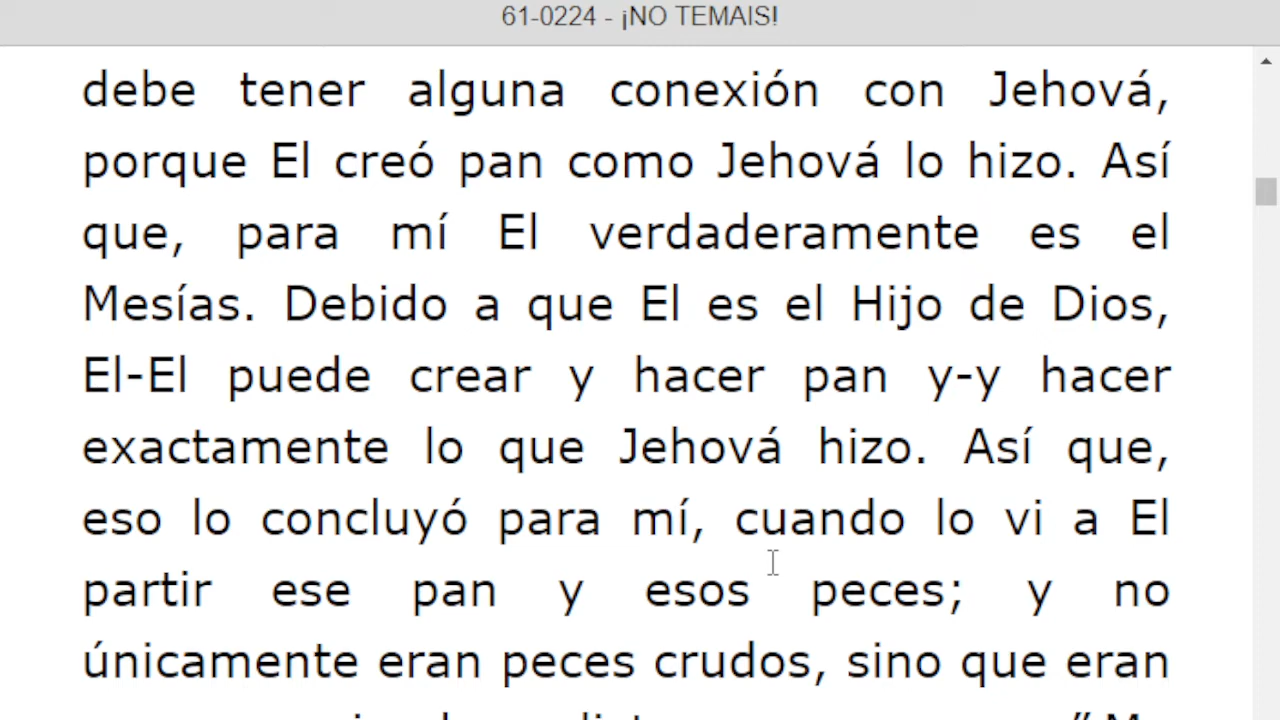 61-0224 - ¡NO TEMAIS!
debe tener alguna conexión con Jehová,
porque El creó pan como Jehová lo hizo. Así
que, para mí El verdaderamente es el
Mesías. Debido a que El es el Hijo de Dios,
El-El puede crear y hacer pan y-y hacer
exactamente lo que Jehová hizo. Así que,
eso lo concluyó para mí, cuando lo vi a El
partir ese pan y esos peces; y no
únicamente eran peces crudos, sino que eran